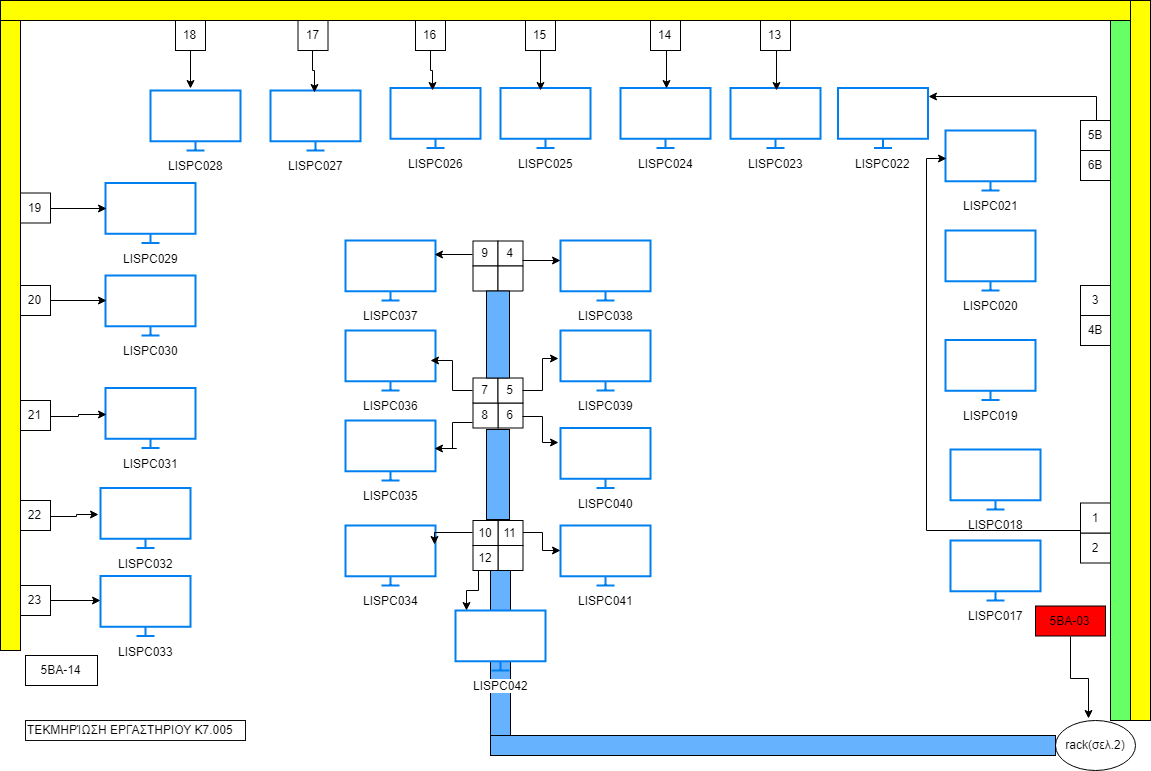 18
17
16
15
14
13
LISPC028
LISPC027
LISPC026
LISPC025
LISPC024
LISPC023
LISPC022
5B
6B
LISPC021
19
LISPC029
9
4
LISPC020
20
LISPC030
LISPC037
LISPC038
3
4B
7
5
LISPC036
LISPC039
LISPC019
21
8
6
LISPC031
LISPC035
LISPC040
22
LISPC032
10
11
12
LISPC018
1
2
23
LISPC033
LISPC034
LISPC041
LISPC017
5BA-03
5BA-14
LISPC042
ΤΕΚΜΗΡΊΩΣΗ ΕΡΓΑΣΤΗΡΙΟΥ Κ7.005
rack(σελ.2)